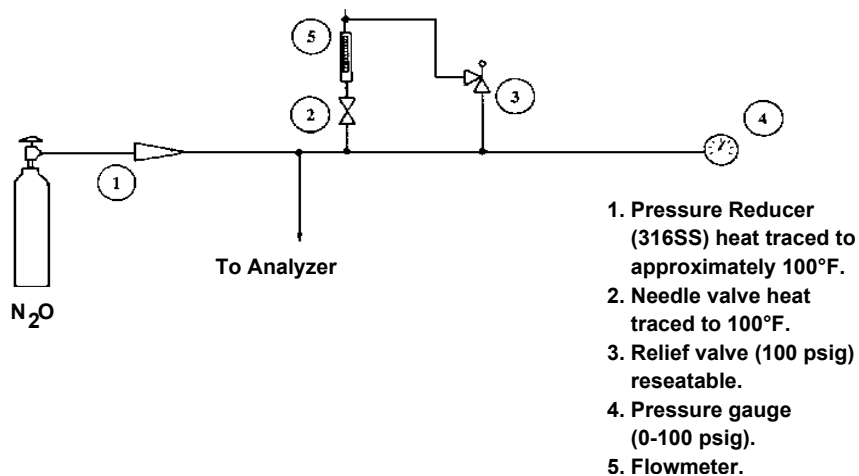 5
2
3
4
1
To Analyzer
N2O
1. Pressure Reducer
(316SS) heat traced to
approximately 100°F.
2. Needle valve heat
traced to 100°F.
3. Relief valve (100 psig)
reseatable.
4. Pressure gauge
(0-100 psig).
5. Flowmeter.